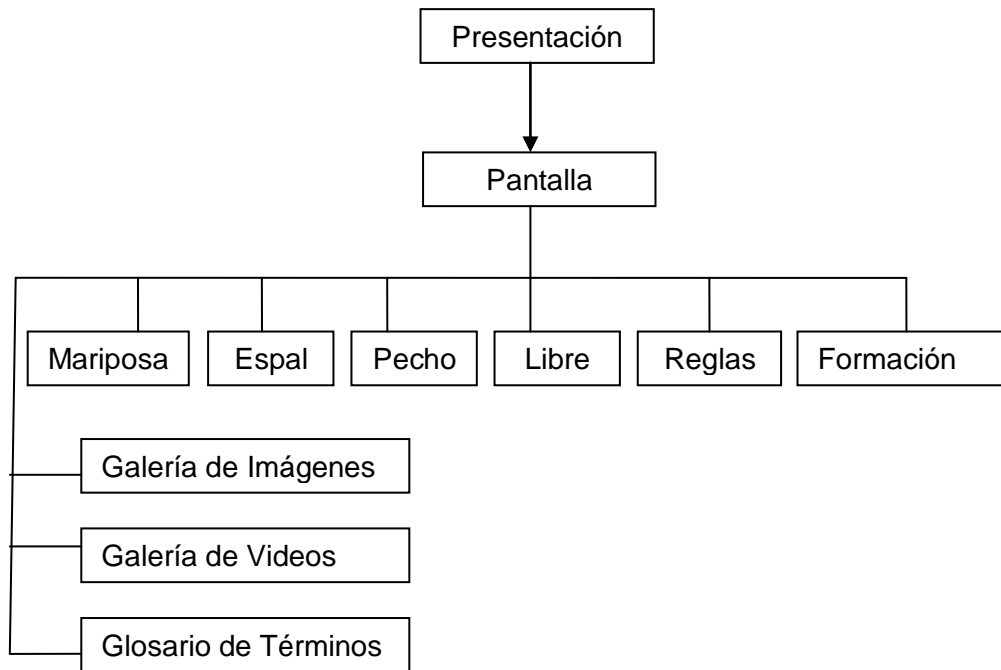 Presentación
Pantalla
Mariposa
Espal
Pecho
Libre
Reglas
Formación
Galería de Imágenes
Galería de Videos
Glosario de Términos